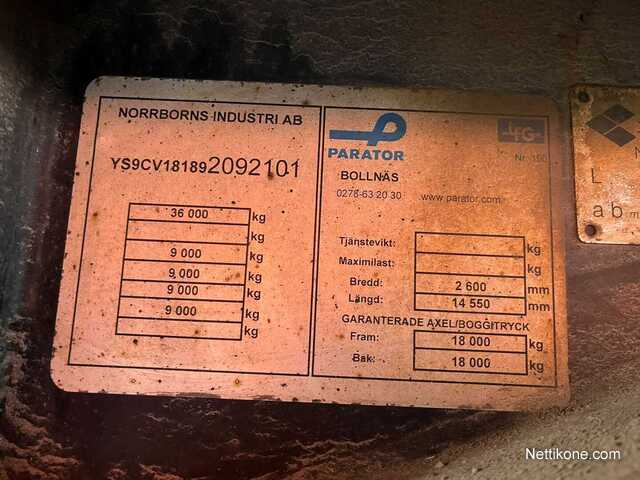 NORRBORNS INDUSTRI AB
YS9CV181892092101
36 000 kg
kg
9 000 kg
9 000 kg
9 000 kg
9 000 kg
kg
PARATOR
BOLLNÄS
0278-63 20 30 www.parator.com
LFG
Tjänstevikt: kg
Maximilast: kg
Bredd: 2 600 mm
Längd: 14 550 mm
GARANTERADE AXEL/BOGGITRYCK
Fram: 18 000 kg
Bak: 18 000 kg
L
ab
Nettikone.com